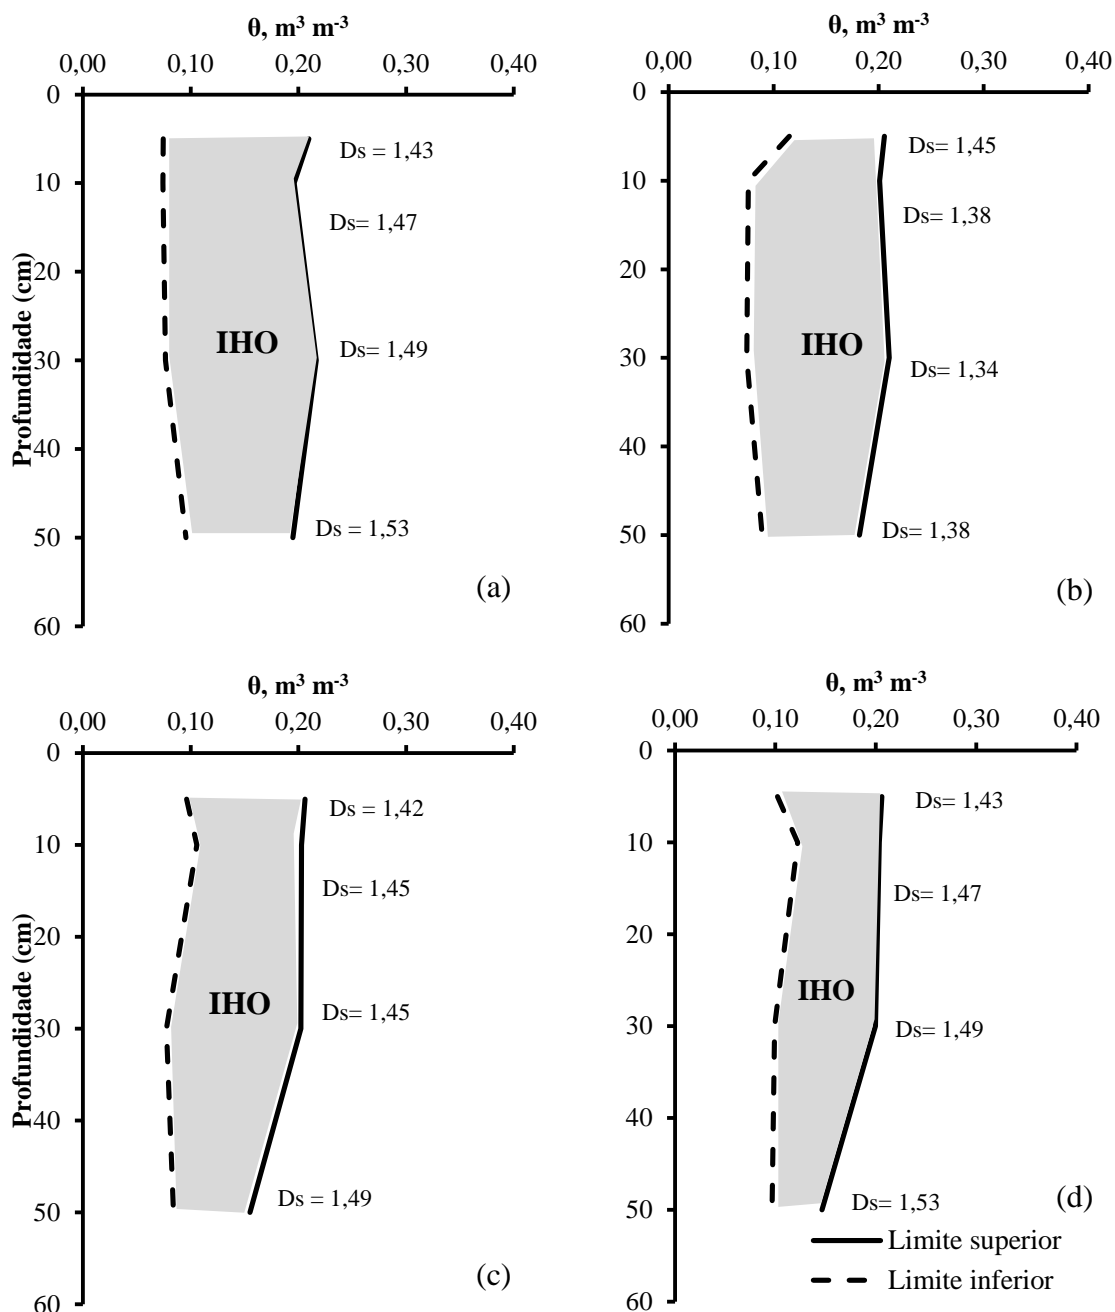 θ, m³ m⁻³
0,00 0,10 0,20 0,30 0,40
0
10
20
30
40
50
60
Profundidade (cm)
Ds = 1,43
Ds= 1,47
Ds= 1,49
Ds = 1,53
IHO
(a)
θ, m³ m⁻³
0,00 0,10 0,20 0,30 0,40
0
10
20
30
40
50
60
Ds= 1,45
Ds= 1,38
Ds= 1,34
Ds= 1,38
IHO
(b)
θ, m³ m⁻³
0,00 0,10 0,20 0,30 0,40
0
10
20
30
40
50
60
Profundidade (cm)
Ds = 1,42
Ds= 1,45
Ds= 1,45
Ds = 1,49
IHO
(c)
θ, m³ m⁻³
0,00 0,10 0,20 0,30 0,40
0
10
20
30
40
50
60
Ds= 1,43
Ds= 1,47
Ds= 1,49
Ds= 1,53
IHO
(d)
Limite superior
Limite inferior